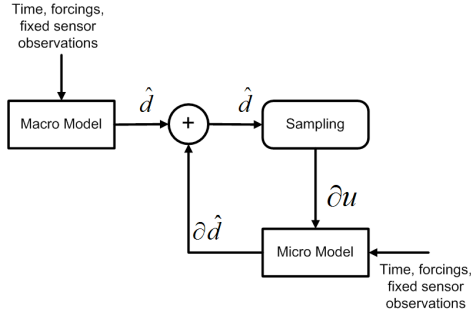 Time, forcings,
fixed sensor
observations
Macro Model
d̂
+
d̂
Sampling
∂u
∂d̂
Micro Model
Time, forcings,
fixed sensor
observations